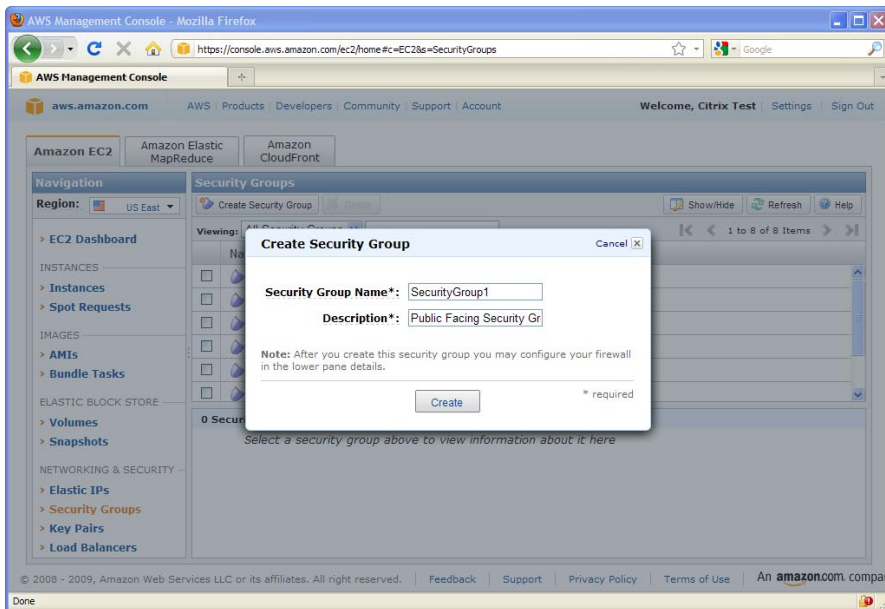 AWS Management Console - Mozilla Firefox
https://console.aws.amazon.com/ec2/home#c=EC2&s=SecurityGroups
Google
AWS Management Console
aws.amazon.com AWS Products Developers Community Support Account Welcome, Citrix Test Settings Sign Out
Amazon EC2 Amazon Elastic MapReduce Amazon CloudFront
Navigation
Region: US East
> EC2 Dashboard
INSTANCES
> Instances
> Spot Requests
IMAGES
> AMIs
> Bundle Tasks
ELASTIC BLOCK STORE
> Volumes
> Snapshots
NETWORKING & SECURITY
> Elastic IPs
> Security Groups
> Key Pairs
> Load Balancers
Security Groups
Create Security Group Delete Show/Hide Refresh Help
Viewing: All Security Groups 1 to 8 of 8 Items
Na
Create Security Group Cancel
Security Group Name*: SecurityGroup1
Description*: Public Facing Security Gr
Note: After you create this security group you may configure your firewall
in the lower pane details.
Create * required
0 Secur
Select a security group above to view information about it here
© 2008 - 2009, Amazon Web Services LLC or its affiliates. All right reserved. Feedback Support Privacy Policy Terms of Use An amazon.com. compa
Done